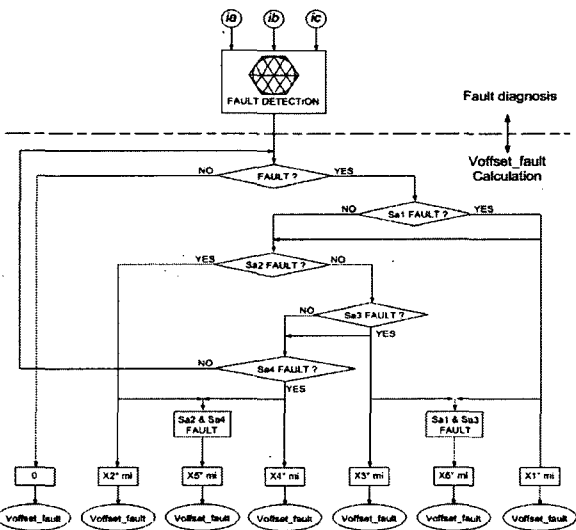 ia ib ic
FAULT DETECTION
Fault diagnosis
Voffset_fault
Calculation
NO FAULT ? YES
NO Sa1 FAULT ? YES
YES Sa2 FAULT ? NO
NO Sa3 FAULT ?
YES
NO Sa4 FAULT ?
YES
Sa2 & Sa4
FAULT
Sa1 & Sa3
FAULT
0 X2* mi X5* mi X4* mi X3* mi X6* mi X1* mi
Voffset_fault Voffset_fault Voffset_fault Voffset_fault Voffset_fault Voffset_fault Voffset_fault